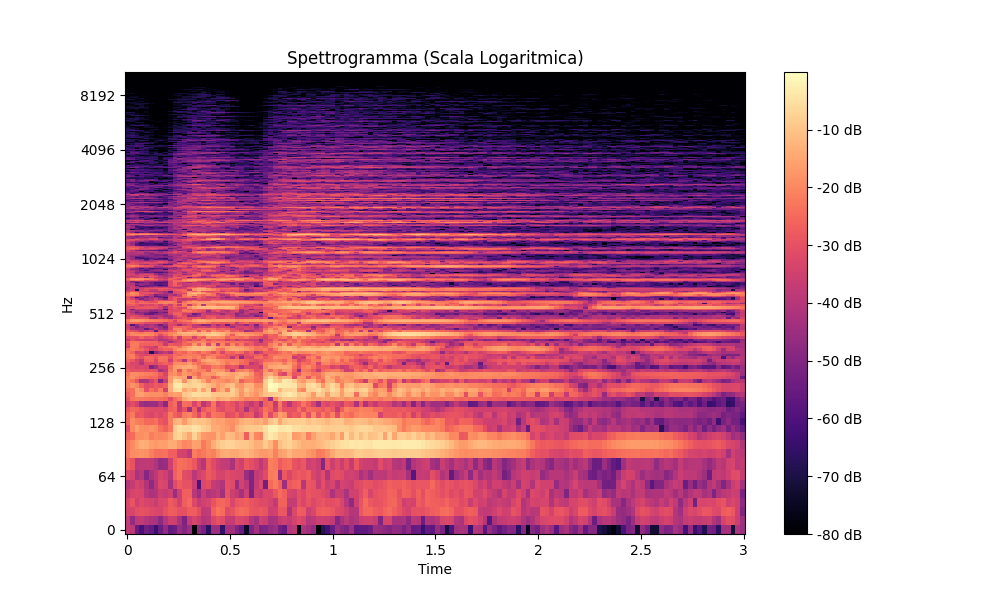 Spettrogramma (Scala Logaritmica)
Hz
8192
4096
2048
1024
512
256
128
64
0
0 0.5 1 1.5 2 2.5 3
Time
-10 dB
-20 dB
-30 dB
-40 dB
-50 dB
-60 dB
-70 dB
-80 dB